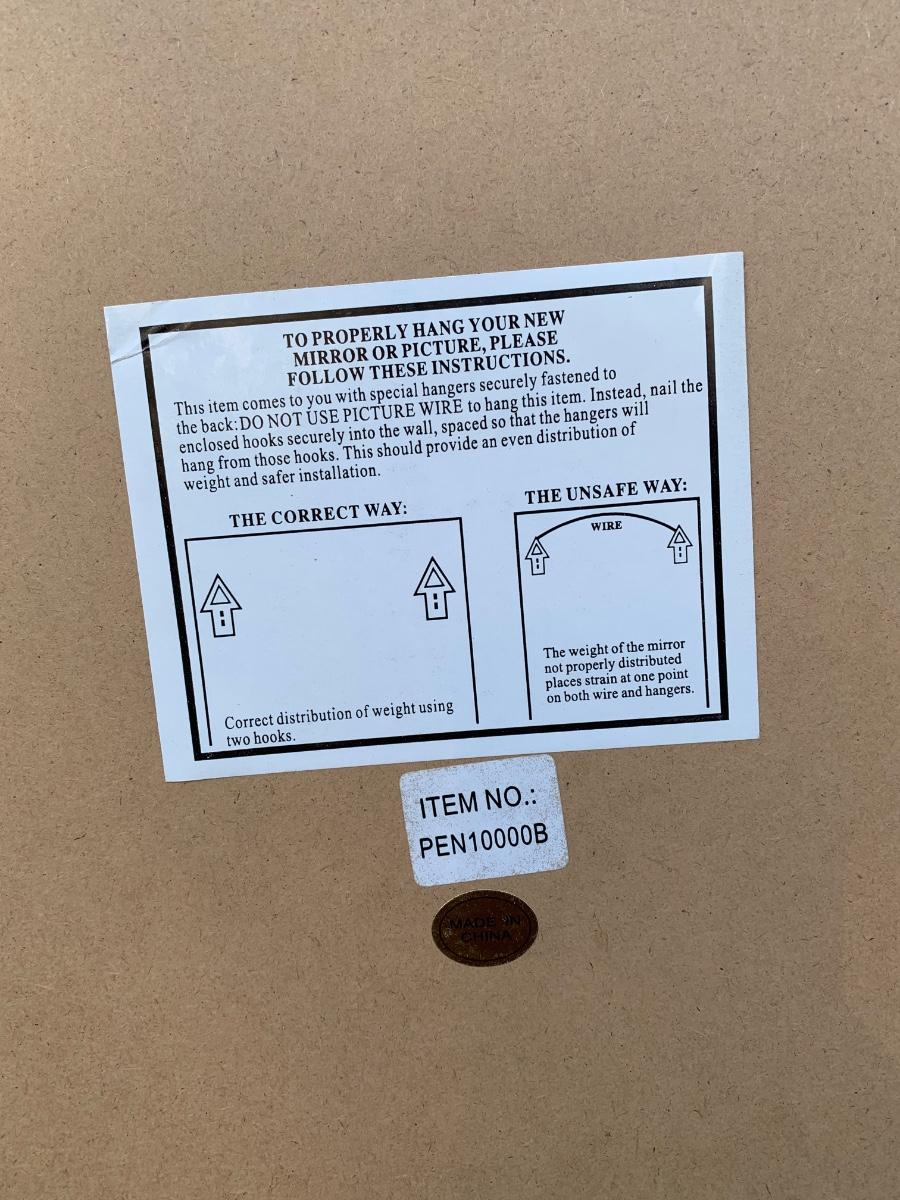 TO PROPERLY HANG YOUR NEW
MIRROR OR PICTURE, PLEASE
FOLLOW THESE INSTRUCTIONS.
This item comes to you with special hangers securely fastened to
the back:DO NOT USE PICTURE WIRE to hang this item. Instead, nail the
enclosed hooks securely into the wall, spaced so that the hangers will
hang from those hooks. This should provide an even distribution of
weight and safer installation.
THE CORRECT WAY:
Correct distribution of weight using
two hooks.
THE UNSAFE WAY:
WIRE
The weight of the mirror
not properly distributed
places strain at one point
on both wire and hangers.
ITEM NO.:
PEN10000B
MADE IN
CHINA